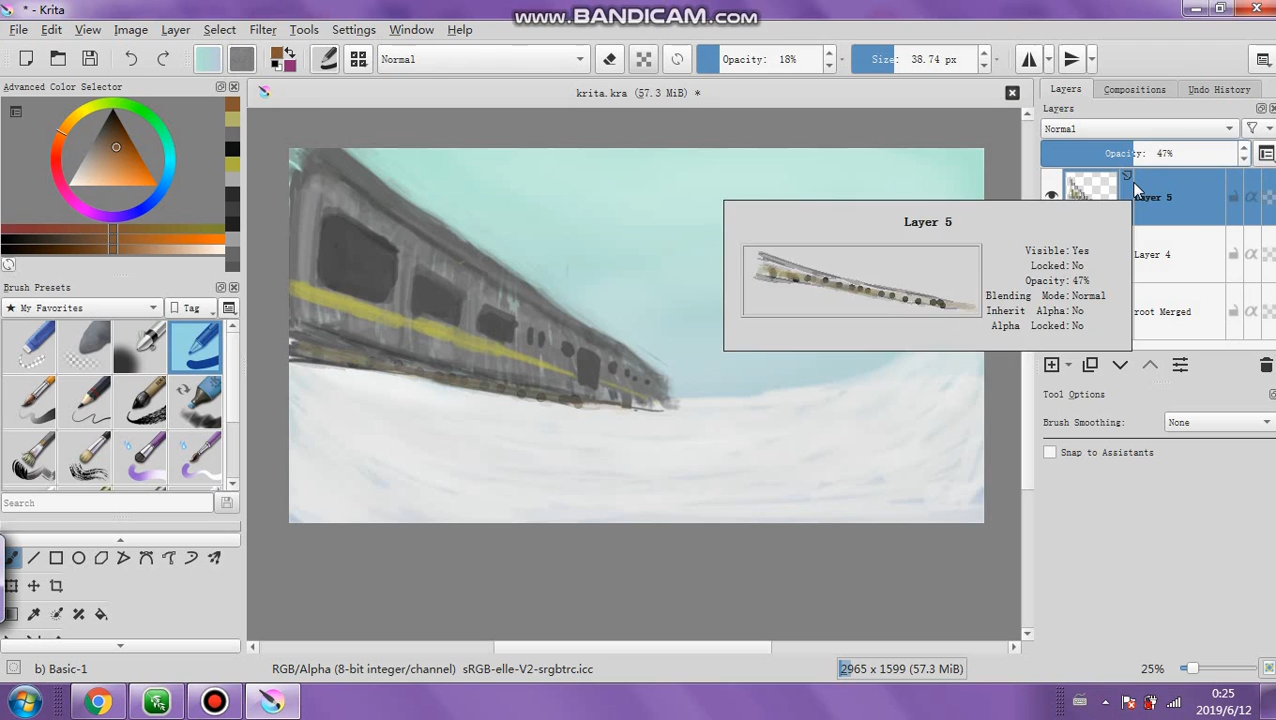 * - Krita
www.BANDICAM.com
File Edit View Image Layer Select Filter Tools Settings Window Help
Normal
Opacity: 18%
Size: 38.74 px
Advanced Color Selector
krita.kra (57.3 MiB) *
Layers Compositions Undo History
Layers
Normal
Opacity: 47%
Layer 5
Layer 5
Visible: Yes
Locked: No
Opacity: 47%
Blending Mode: Normal
Inherit Alpha: No
Alpha Locked: No
Layer 4
root Merged
Brush Presets
My Favorites
Tag
Tool Options
Brush Smoothing: None
Snap to Assistants
Search
b) Basic-1
RGB/Alpha (8-bit integer/channel) sRGB-elle-V2-srgbtrc.icc
2965 x 1599 (57.3 MiB)
25%
0:25
2019/6/12